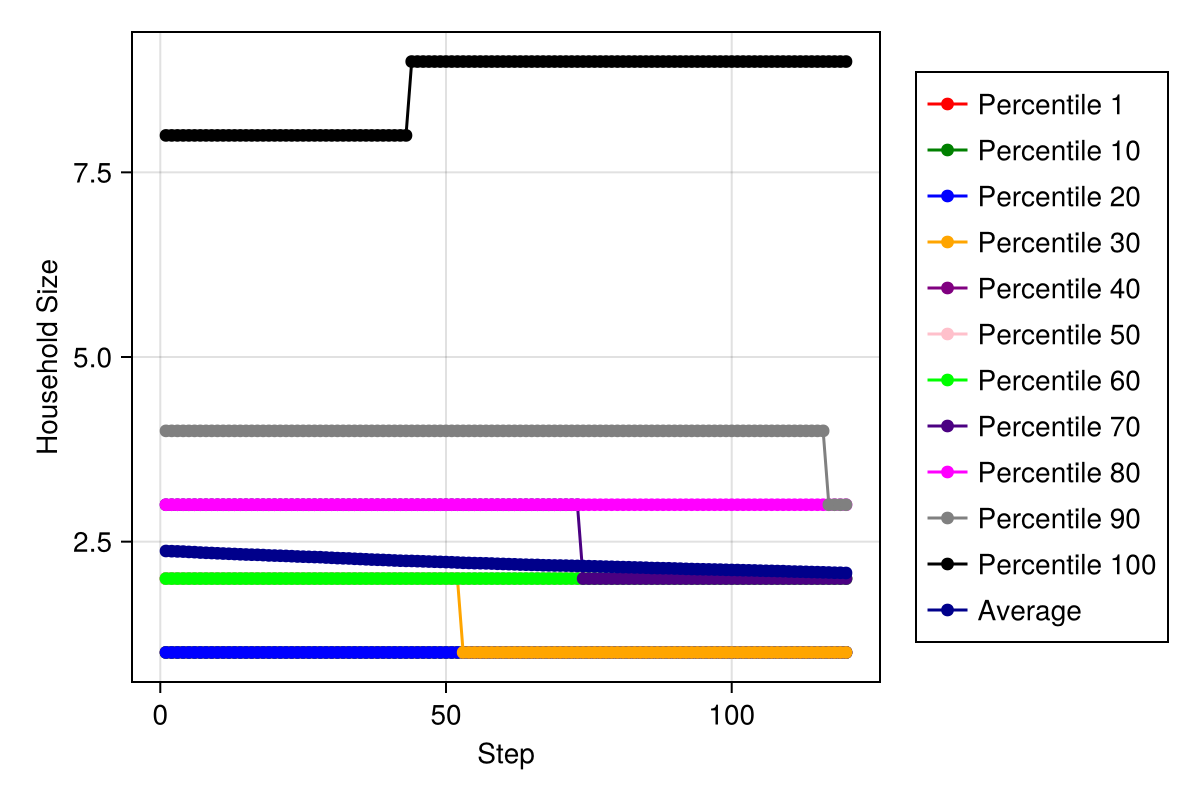 7.5
5.0
2.5
Household Size
0
50
100
Step
Percentile 1
Percentile 10
Percentile 20
Percentile 30
Percentile 40
Percentile 50
Percentile 60
Percentile 70
Percentile 80
Percentile 90
Percentile 100
Average